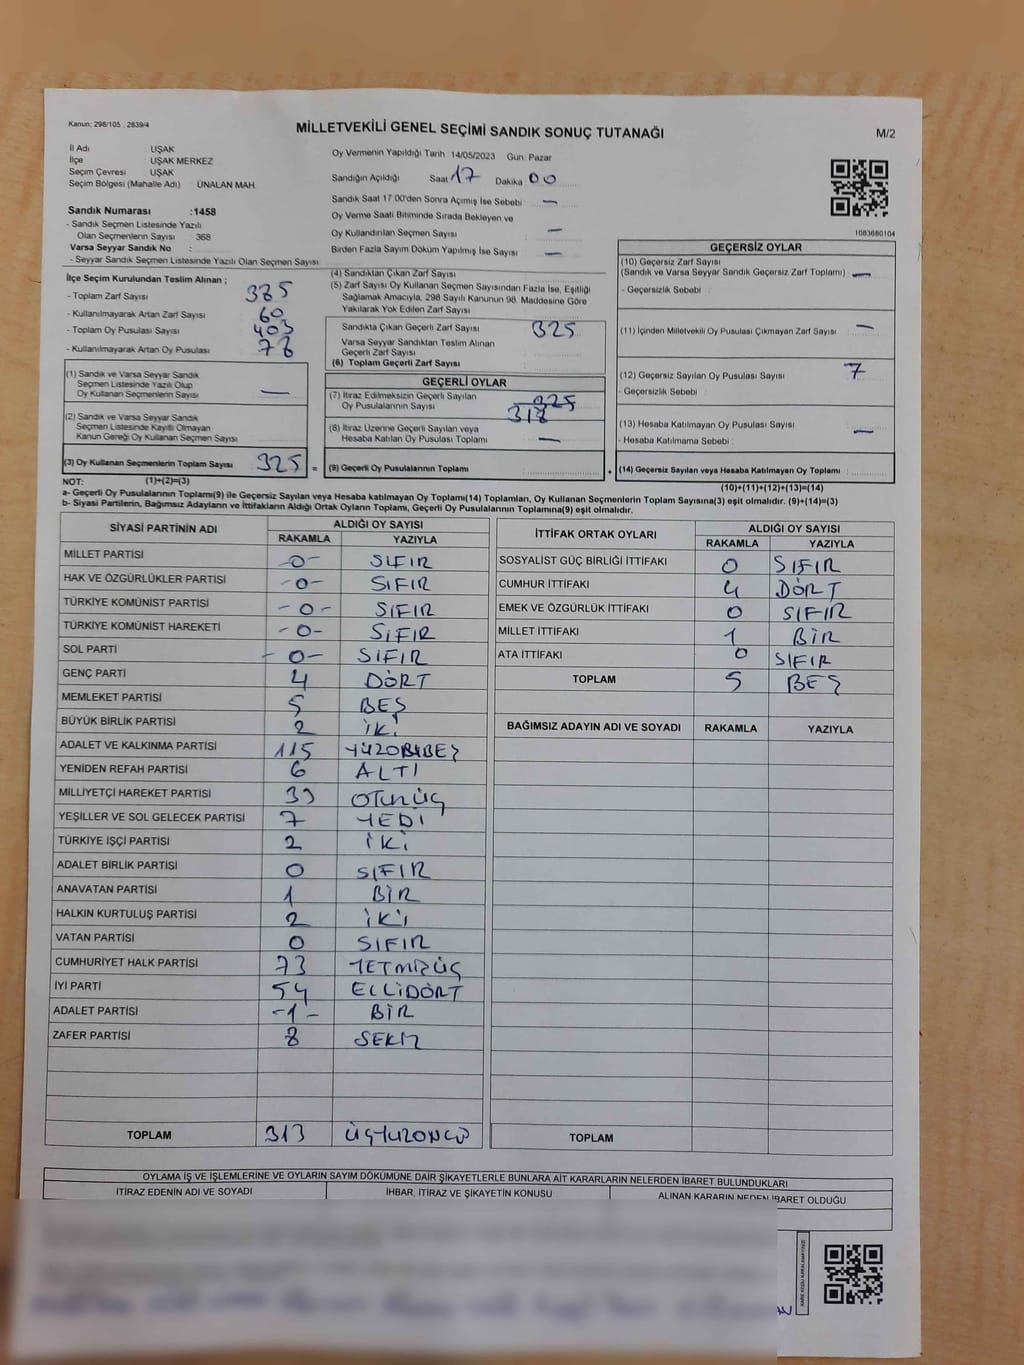 Kanun: 298/105 , 2839/4
MİLLETVEKİLİ GENEL SEÇİMİ SANDIK SONUÇ TUTANAĞI
M/2
İl Adı : UŞAK
İlçe : UŞAK MERKEZ
Seçim Çevresi : UŞAK
Seçim Bölgesi (Mahalle Adı) : ÜNALAN MAH.
Sandık Numarası :1458
- Sandık Seçmen Listesinde Yazılı
Olan Seçmenlerin Sayısı : 368
Varsa Seyyar Sandık No :
- Seyyar Sandık Seçmen Listesinde Yazılı Olan Seçmen Sayısı
Oy Vermenin Yapıldığı Tarih 14/05/2023 Gün: Pazar
Sandığın Açıldığı Saat 17 Dakika 00
Sandık Saat 17:00'den Sonra Açılmış İse Sebebi : —
Oy Verme Saati Bitiminde Sırada Bekleyen ve
Oy Kullandırılan Seçmen Sayısı : —
Birden Fazla Sayım Döküm Yapılmış İse Sayısı : —
1083680104
İlçe Seçim Kurulundan Teslim Alınan ;
- Toplam Zarf Sayısı : 385
- Kullanılmayarak Artan Zarf Sayısı : 60
- Toplam Oy Pusulası Sayısı : 403
- Kullanılmayarak Artan Oy Pusulası : 78
(1) Sandık ve Varsa Seyyar Sandık
Seçmen Listesinde Yazılı Olup
Oy Kullanan Seçmenlerin Sayısı : —
(2) Sandık ve Varsa Seyyar Sandık
Seçmen Listesinde Kayıtlı Olmayan
Kanun Gereği Oy Kullanan Seçmen Sayısı :
(3) Oy Kullanan Seçmenlerin Toplam Sayısı : 325 =
(1)+(2)=(3)
(4) Sandıktan Çıkan Zarf Sayısı
(5) Zarf Sayısı Oy Kullanan Seçmen Sayısından Fazla İse, Eşitliği
Sağlamak Amacıyla, 298 Sayılı Kanunun 98. Maddesine Göre
Yakılarak Yok Edilen Zarf Sayısı :
Sandıkta Çıkan Geçerli Zarf Sayısı : 325
Varsa Seyyar Sandıktan Teslim Alınan
Geçerli Zarf Sayısı :
(6) Toplam Geçerli Zarf Sayısı :
GEÇERLİ OYLAR
(7) İtiraz Edilmeksizin Geçerli Sayılan 325
Oy Pusulalarının Sayısı : 318
(8) İtiraz Üzerine Geçerli Sayılan veya
Hesaba Katılan Oy Pusulası Toplamı : —
(9) Geçerli Oy Pusulalarının Toplamı : +
GEÇERSİZ OYLAR
(10) Geçersiz Zarf Sayısı
(Sandık ve Varsa Seyyar Sandık Geçersiz Zarf Toplamı) : —
- Geçersizlik Sebebi :
(11) İçinden Milletvekili Oy Pusulası Çıkmayan Zarf Sayısı : —
(12) Geçersiz Sayılan Oy Pusulası Sayısı : 7
- Geçersizlik Sebebi :
(13) Hesaba Katılmayan Oy Pusulası Sayısı : —
- Hesaba Katılmama Sebebi :
(14) Geçersiz Sayılan veya Hesaba Katılmayan Oy Pusulası Toplamı :
(10)+(11)+(12)+(13)=(14)
NOT:
a- Geçerli Oy Pusulalarının Toplamı(9) ile Geçersiz Sayılan veya Hesaba katılmayan Oy Toplamı(14) Toplamları, Oy Kullanan Seçmenlerin Toplam Sayısına(3) eşit olmalıdır. (9)+(14)=(3)
b- Siyasi Partilerin, Bağımsız Adayların ve İttifakların Aldığı Ortak Oyların Toplamı, Geçerli Oy Pusulalarının Toplamına(9) eşit olmalıdır.
SİYASİ PARTİNİN ADI ALDIĞI OY SAYISI
RAKAMLA YAZIYLA
MİLLET PARTİSİ -0- SIFIR
HAK VE ÖZGÜRLÜKLER PARTİSİ -0- SIFIR
TÜRKİYE KOMÜNİST PARTİSİ -0- SIFIR
TÜRKİYE KOMÜNİST HAREKETİ -0- SIFIR
SOL PARTİ -0- SIFIR
GENÇ PARTİ 4 DÖRT
MEMLEKET PARTİSİ 5 BEŞ
BÜYÜK BİRLİK PARTİSİ 2 İKİ
ADALET VE KALKINMA PARTİSİ 115
YENİDEN REFAH PARTİSİ 6 ALTI
MİLLİYETÇİ HAREKET PARTİSİ 33 OTUZÜÇ
YEŞİLLER VE SOL GELECEK PARTİSİ 7 YEDİ
TÜRKİYE İŞÇİ PARTİSİ 2 İKİ
ADALET BİRLİK PARTİSİ 0 SIFIR
ANAVATAN PARTİSİ 1 BİR
HALKIN KURTULUŞ PARTİSİ 2 İKİ
VATAN PARTİSİ 0 SIFIR
CUMHURİYET HALK PARTİSİ 73 YETMİŞÜÇ
İYİ PARTİ 54 ELLİDÖRT
ADALET PARTİSİ -1- BİR
ZAFER PARTİSİ 8 SEKİZ
TOPLAM 313 ÜÇYÜZONÜÇ
İTTİFAK ORTAK OYLARI ALDIĞI OY SAYISI
RAKAMLA YAZIYLA
SOSYALİST GÜÇ BİRLİĞİ İTTİFAKI 0 SIFIR
CUMHUR İTTİFAKI 4 DÖRT
EMEK VE ÖZGÜRLÜK İTTİFAKI 0 SIFIR
MİLLET İTTİFAKI 1 BİR
ATA İTTİFAKI 0 SIFIR
TOPLAM 5 BEŞ
BAĞIMSIZ ADAYIN ADI VE SOYADI RAKAMLA YAZIYLA
TOPLAM
OYLAMA İŞ VE İŞLEMLERİNE VE OYLARIN SAYIM DÖKÜMÜNE DAİR ŞİKAYETLERLE BUNLARA AİT KARARLARIN NELERDEN İBARET BULUNDUKLARI
İTİRAZ EDENİN ADI VE SOYADI İHBAR, İTİRAZ VE ŞİKAYETİN KONUSU ALINAN KARARIN NEDEN İBARET OLDUĞU